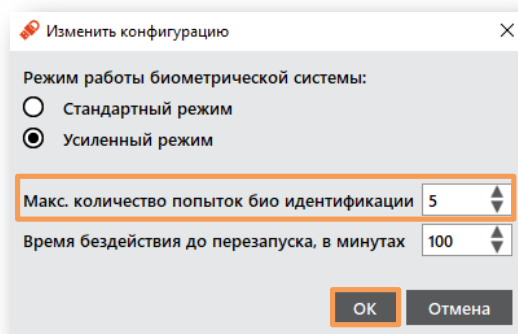 Изменить конфигурацию
Режим работы биометрической системы:
Стандартный режим
Усиленный режим
Макс. количество попыток био идентификации 5
Время бездействия до перезапуска, в минутах 100
ОК Отмена